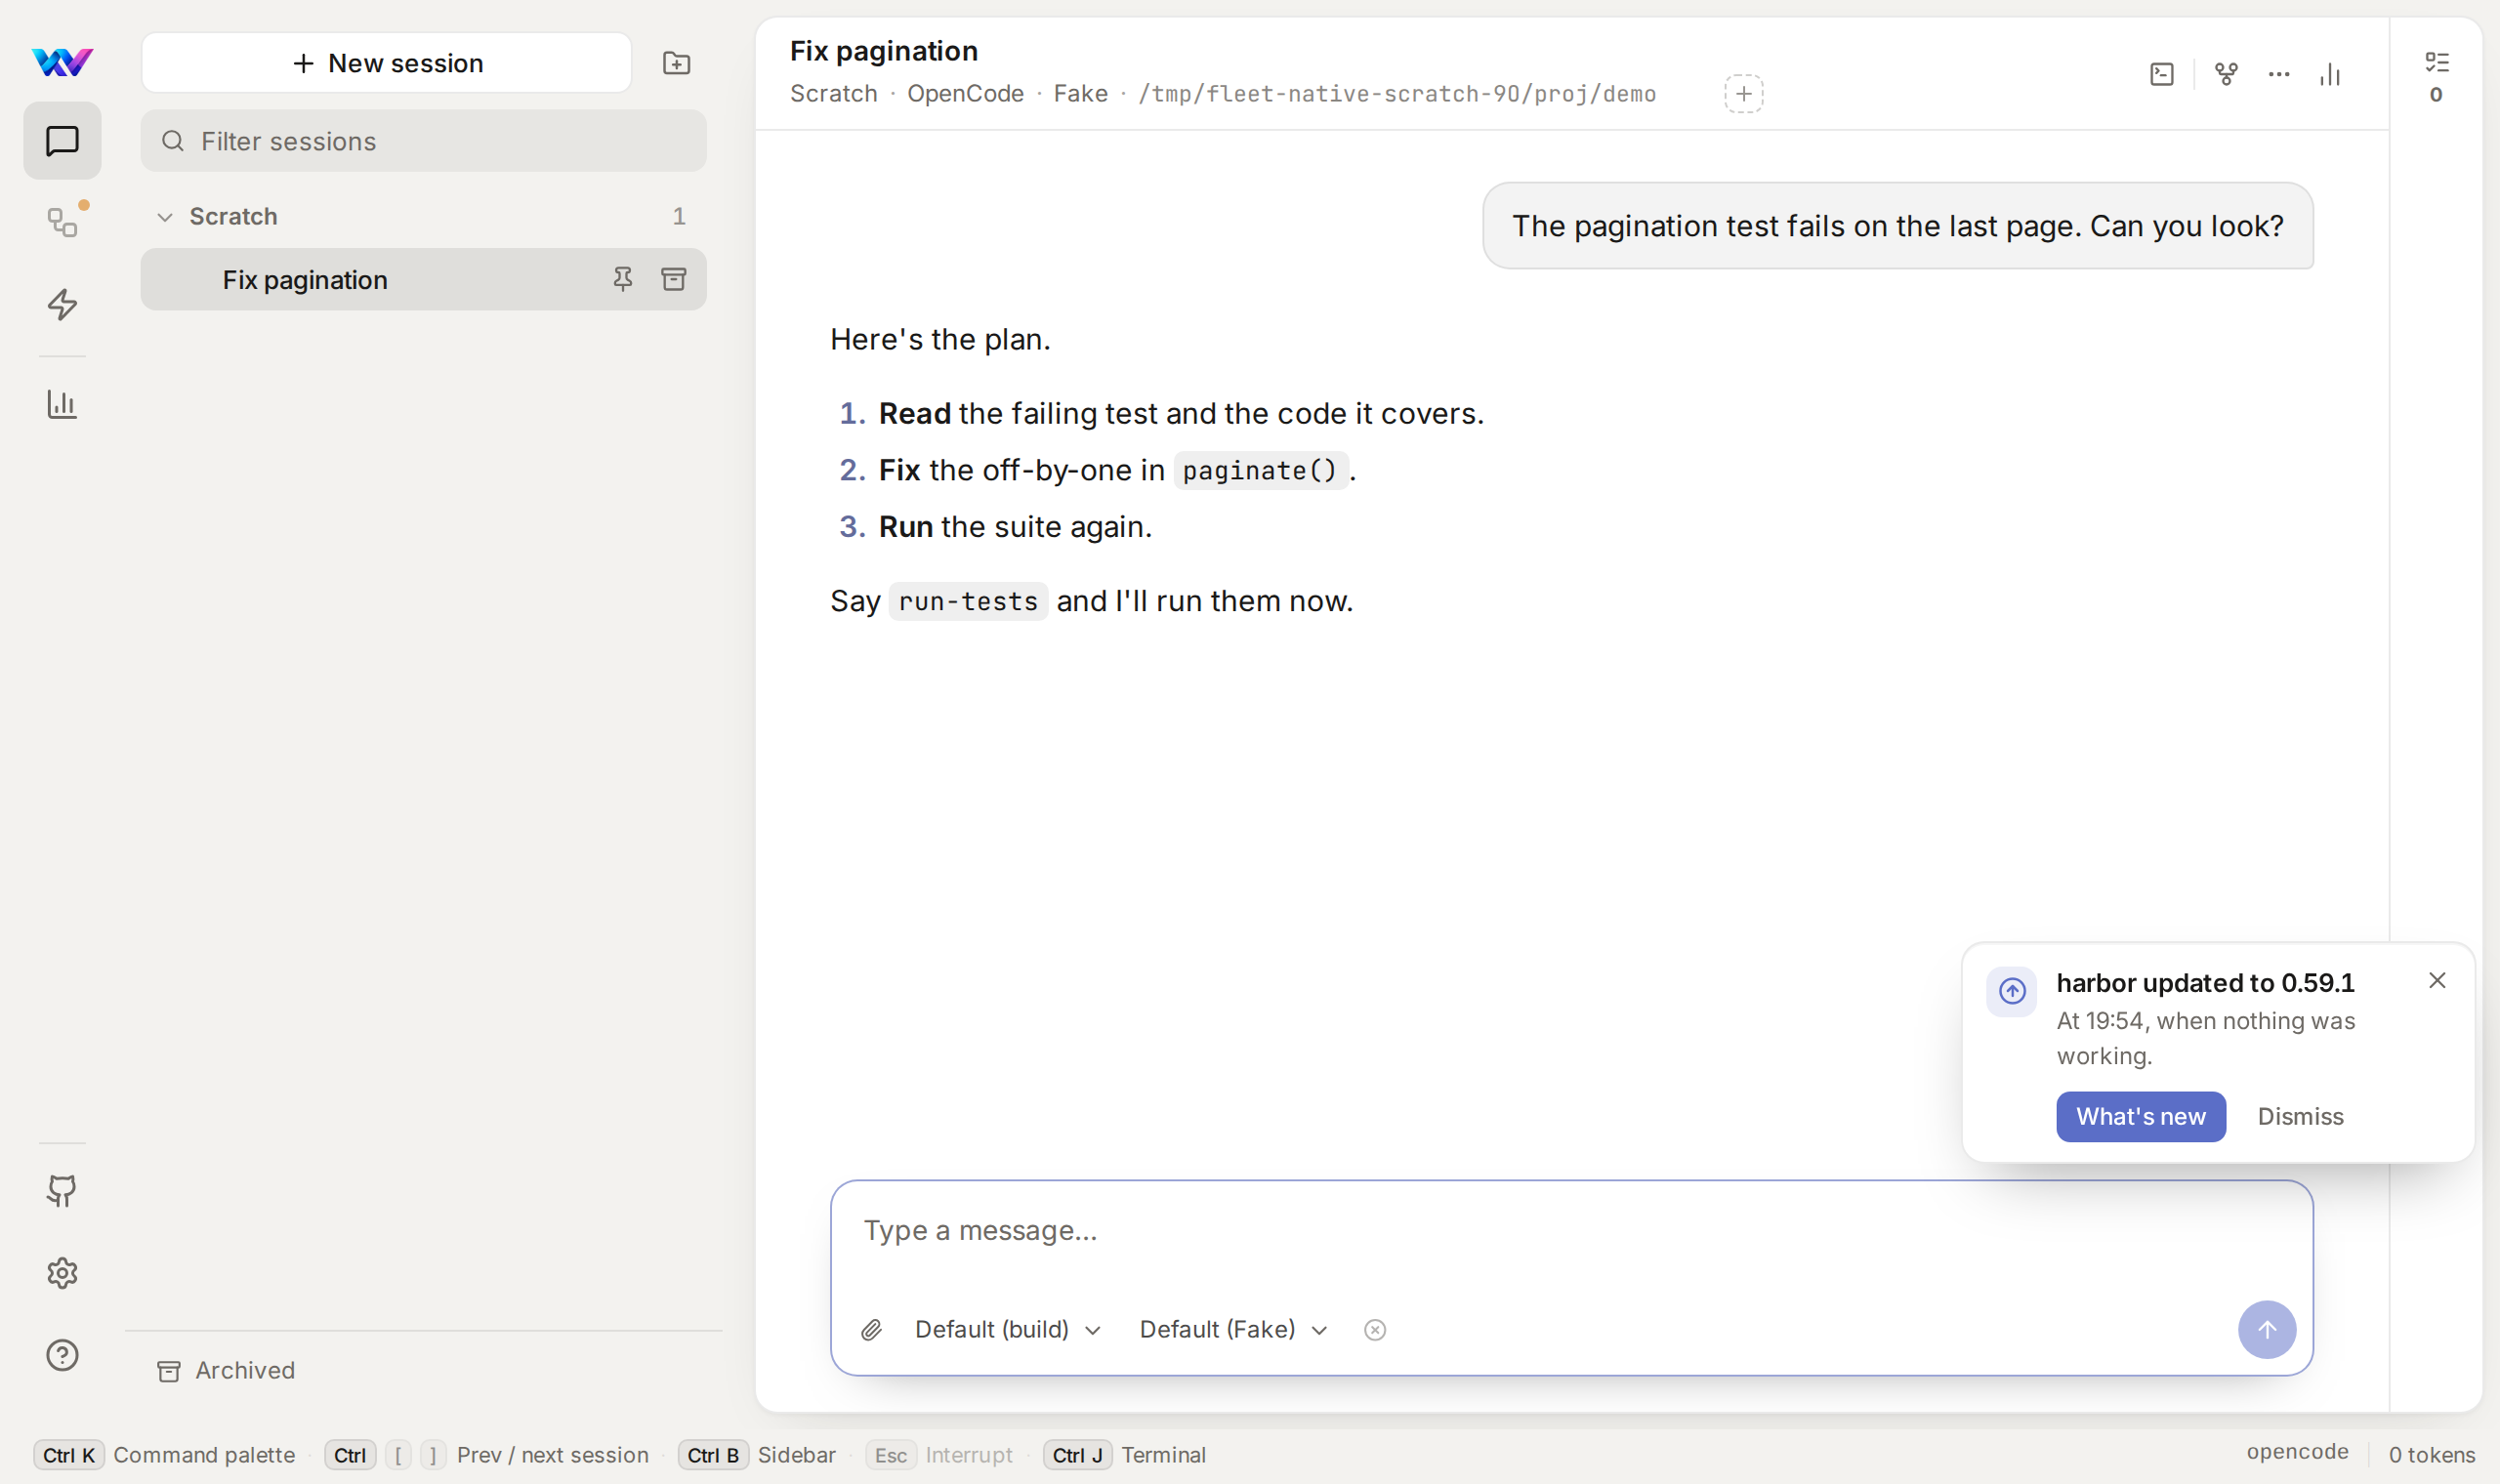 New session
Filter sessions
Scratch 1
Fix pagination
Archived
Fix pagination
Scratch · OpenCode · Fake · /tmp/fleet-native-scratch-90/proj/demo
0
The pagination test fails on the last page. Can you look?
Here's the plan.
1. Read the failing test and the code it covers.
2. Fix the off-by-one in paginate().
3. Run the suite again.
Say run-tests and I'll run them now.
harbor updated to 0.59.1
At 19:54, when nothing was
working.
What's new Dismiss
Type a message...
Default (build) Default (Fake)
Ctrl K Command palette · Ctrl [ ] Prev / next session · Ctrl B Sidebar · Esc Interrupt · Ctrl J Terminal
opencode 0 tokens